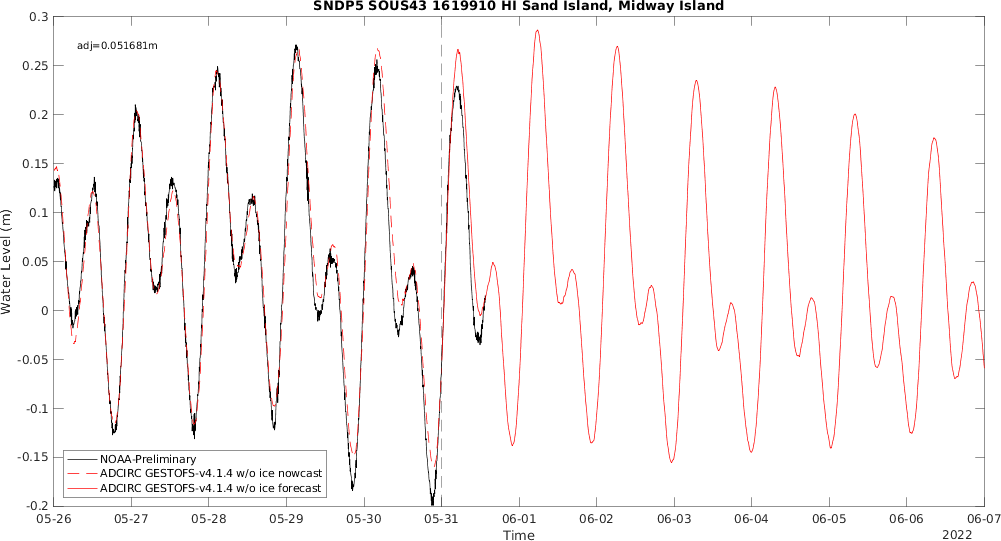 SNDP5 SOUS43 1619910 HI Sand Island, Midway Island
adj=0.051681m
0.3
0.25
0.2
0.15
0.1
0.05
0
-0.05
-0.1
-0.15
-0.2
Water Level (m)
NOAA-Preliminary
ADCIRC GESTOFS-v4.1.4 w/o ice nowcast
ADCIRC GESTOFS-v4.1.4 w/o ice forecast
05-26 05-27 05-28 05-29 05-30 05-31 06-01 06-02 06-03 06-04 06-05 06-06 06-07
Time
2022